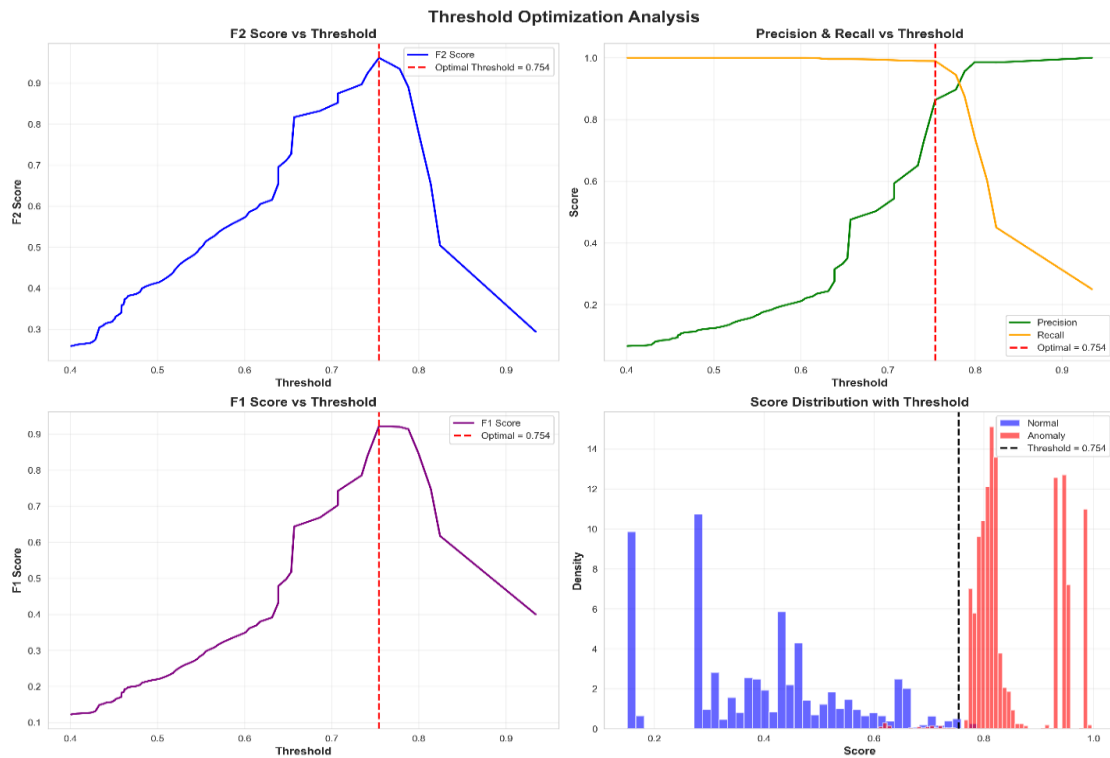 Threshold Optimization Analysis
F2 Score vs Threshold
F2 Score
Optimal Threshold = 0.754
0.9
0.8
0.7
0.6
0.5
0.4
0.3
F2 Score
0.4 0.5 0.6 0.7 0.8 0.9
Threshold
Precision & Recall vs Threshold
1.0
0.8
0.6
0.4
0.2
Score
Precision
Recall
Optimal = 0.754
0.4 0.5 0.6 0.7 0.8 0.9
Threshold
F1 Score vs Threshold
F1 Score
Optimal = 0.754
0.9
0.8
0.7
0.6
0.5
0.4
0.3
0.2
0.1
F1 Score
0.4 0.5 0.6 0.7 0.8 0.9
Threshold
Score Distribution with Threshold
Normal
Anomaly
Threshold = 0.754
14
12
10
8
6
4
2
0
Density
0.2 0.4 0.6 0.8 1.0
Score